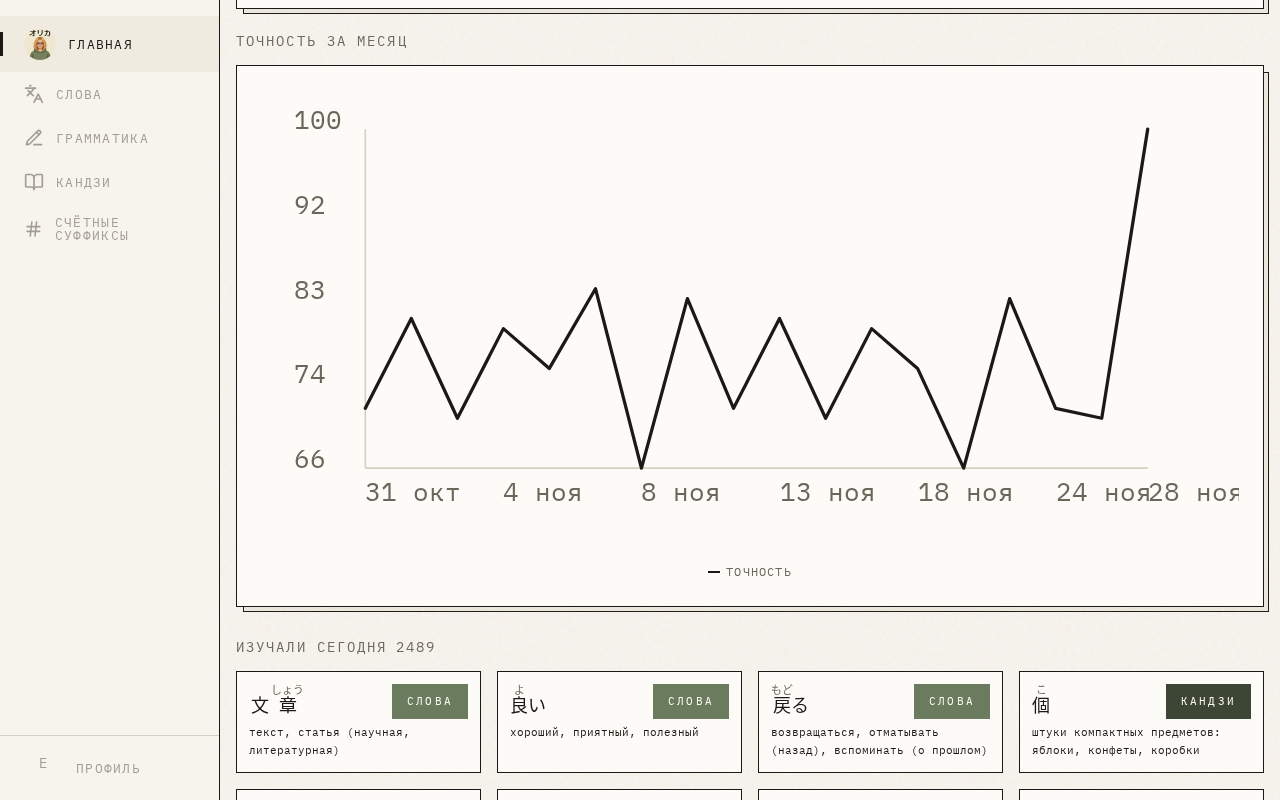 オリカ
ГЛАВНАЯ
СЛОВА
ГРАММАТИКА
КАНДЗИ
СЧЁТНЫЕ
СУФФИКСЫ
Е
ПРОФИЛЬ
ТОЧНОСТЬ ЗА МЕСЯЦ
100
92
83
74
66
31 окт
4 ноя
8 ноя
13 ноя
18 ноя
24 ноя
28 ноя
ТОЧНОСТЬ
ИЗУЧАЛИ СЕГОДНЯ 2489
しょう
文章
СЛОВА
текст, статья (научная,
литературная)
よ
良い
СЛОВА
хороший, приятный, полезный
もど
戻る
СЛОВА
возвращаться, отматывать
(назад), вспоминать (о прошлом)
こ
個
КАНДЗИ
штуки компактных предметов:
яблоки, конфеты, коробки